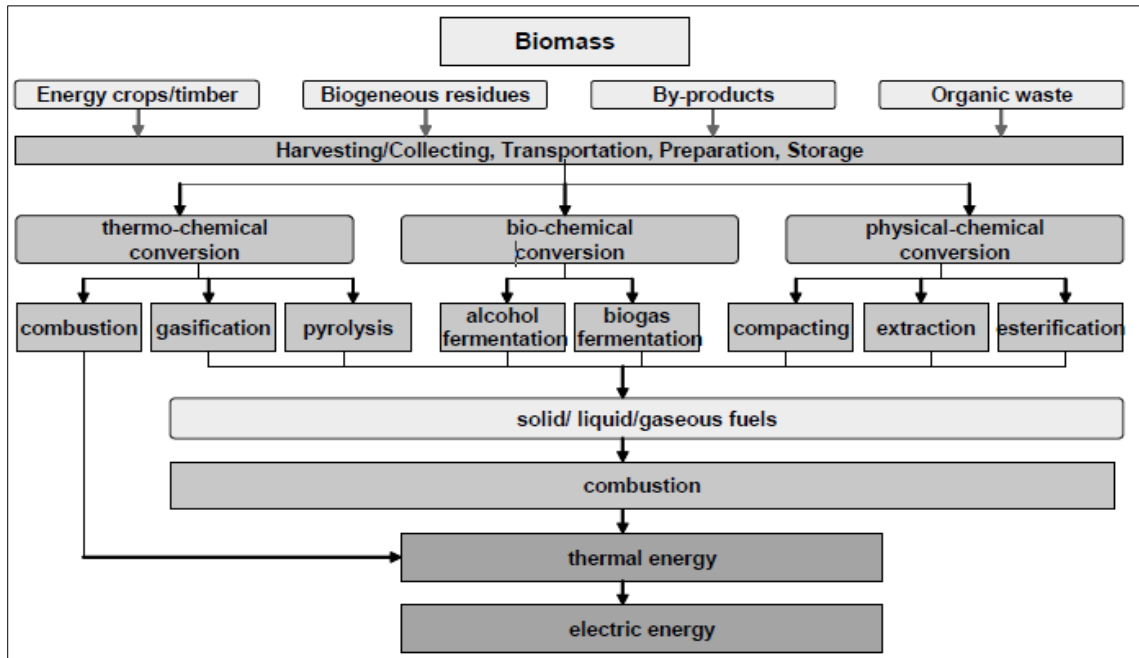 Biomass
Energy crops/timber
Biogeneous residues
By-products
Organic waste
Harvesting/Collecting, Transportation, Preparation, Storage
thermo-chemical
conversion
bio-chemical
conversion
physical-chemical
conversion
combustion
gasification
pyrolysis
alcohol
fermentation
biogas
fermentation
compacting
extraction
esterification
solid/ liquid/gaseous fuels
combustion
thermal energy
electric energy